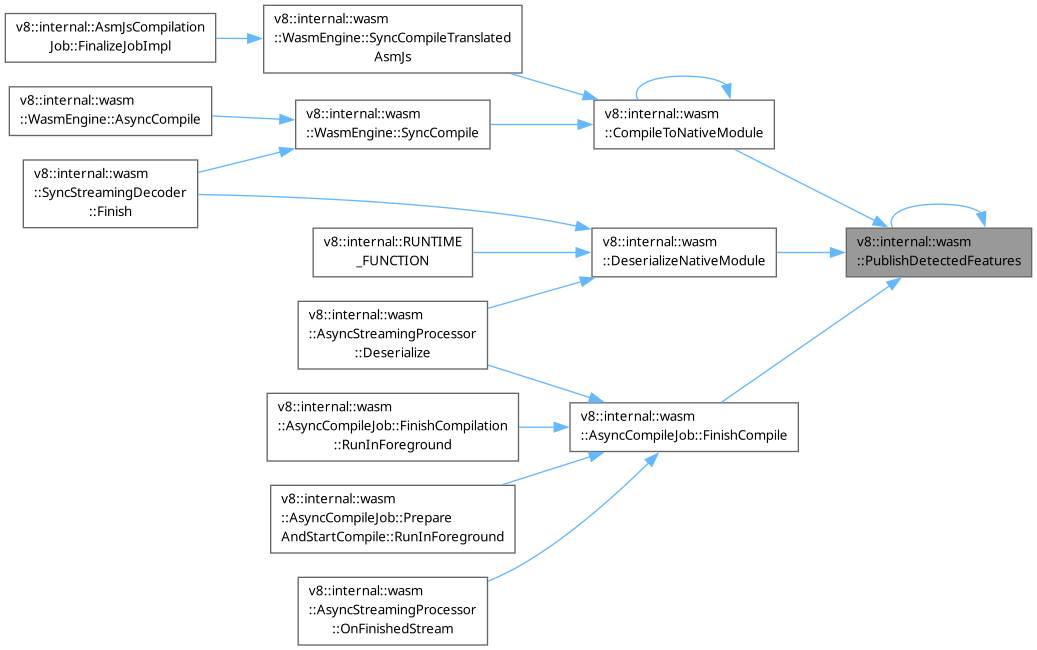 v8::internal::AsmJsCompilation
Job::FinalizeJobImpl
v8::internal::wasm
::WasmEngine::SyncCompileTranslated
AsmJs
v8::internal::wasm
::WasmEngine::AsyncCompile
v8::internal::wasm
::WasmEngine::SyncCompile
v8::internal::wasm
::CompileToNativeModule
v8::internal::wasm
::SyncStreamingDecoder
::Finish
v8::internal::RUNTIME
_FUNCTION
v8::internal::wasm
::DeserializeNativeModule
v8::internal::wasm
::PublishDetectedFeatures
v8::internal::wasm
::AsyncStreamingProcessor
::Deserialize
v8::internal::wasm
::AsyncCompileJob::FinishCompilation
::RunInForeground
v8::internal::wasm
::AsyncCompileJob::FinishCompile
v8::internal::wasm
::AsyncCompileJob::Prepare
AndStartCompile::RunInForeground
v8::internal::wasm
::AsyncStreamingProcessor
::OnFinishedStream